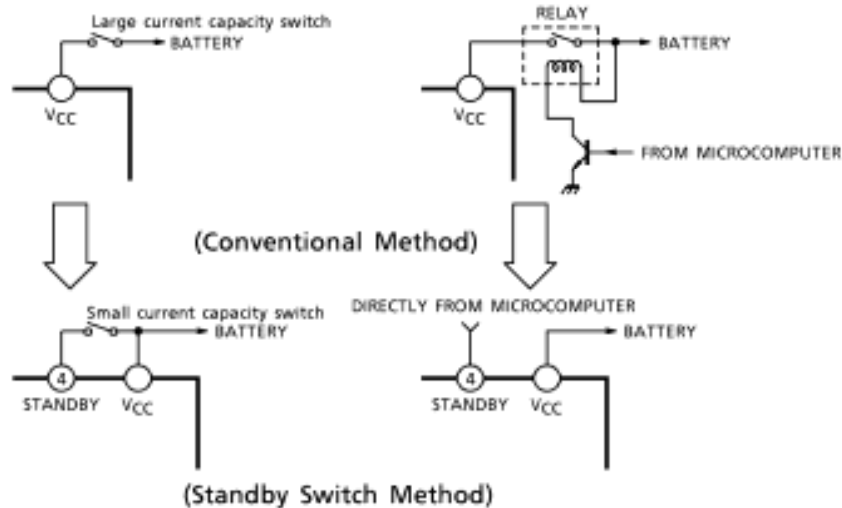 Large current capacity switch
BATTERY
VCC
RELAY
BATTERY
VCC
FROM MICROCOMPUTER
(Conventional Method)
Small current capacity switch
BATTERY
4
STANDBY VCC
DIRECTLY FROM MICROCOMPUTER
BATTERY
4
STANDBY VCC
(Standby Switch Method)